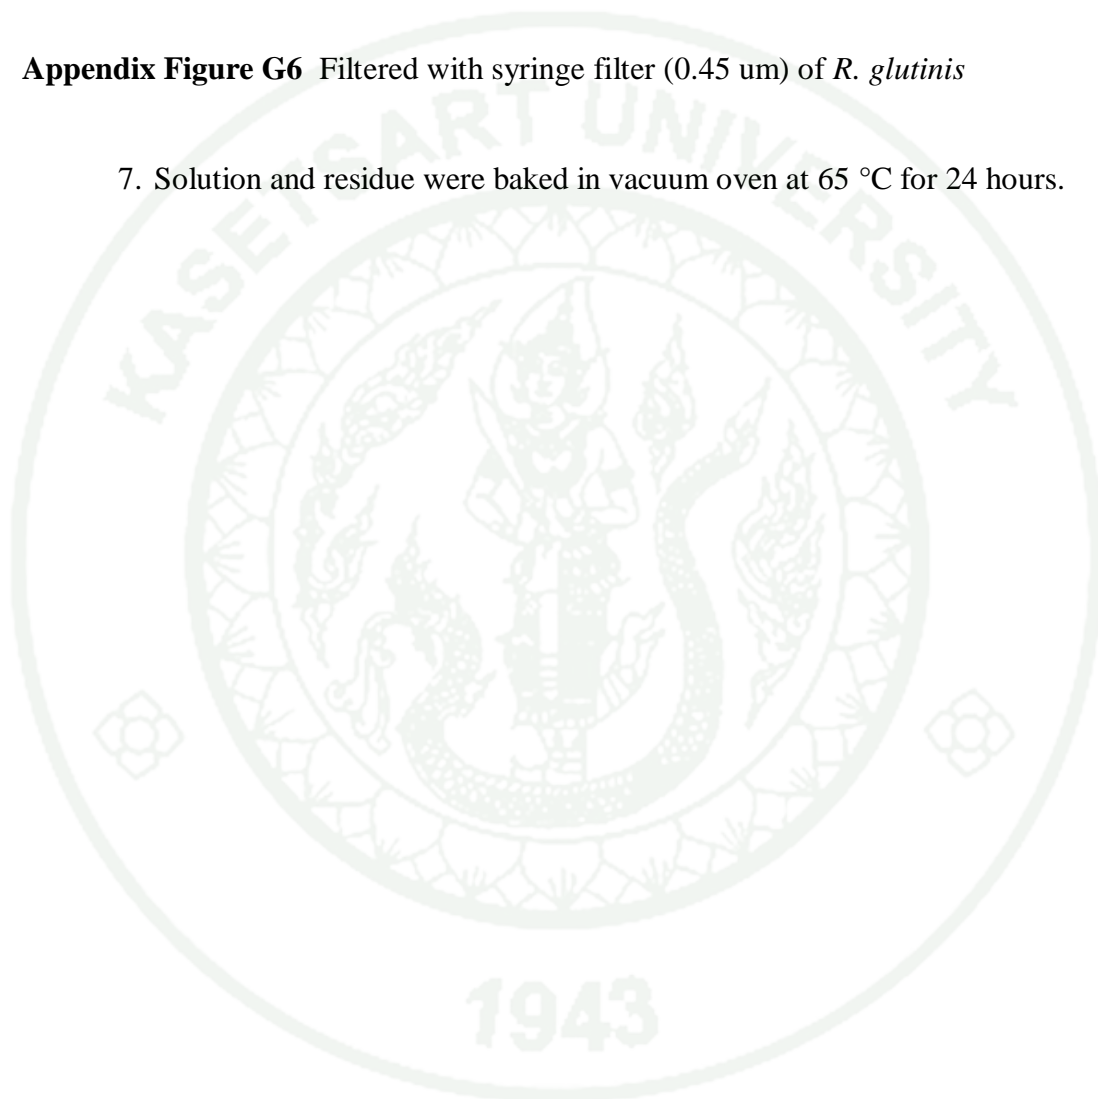 Appendix Figure G6 Filtered with syringe filter (0.45 um) of R. glutinis
7. Solution and residue were baked in vacuum oven at 65 °C for 24 hours.
KASETSART UNIVERSITY
1943